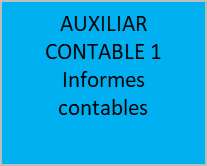 AUXILIAR
CONTABLE 1
Informes
contables